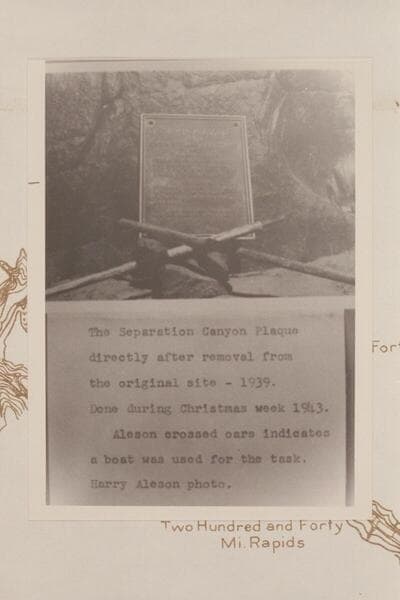 The Separation Canyon Plaque
directly after removal from
the original site - 1939.
Done during Christmas week 1943.
Aleson crossed oars indicates
a boat was used for the task.
Harry Aleson photo.
Fort
Two Hundred and Forty
Mi. Rapids